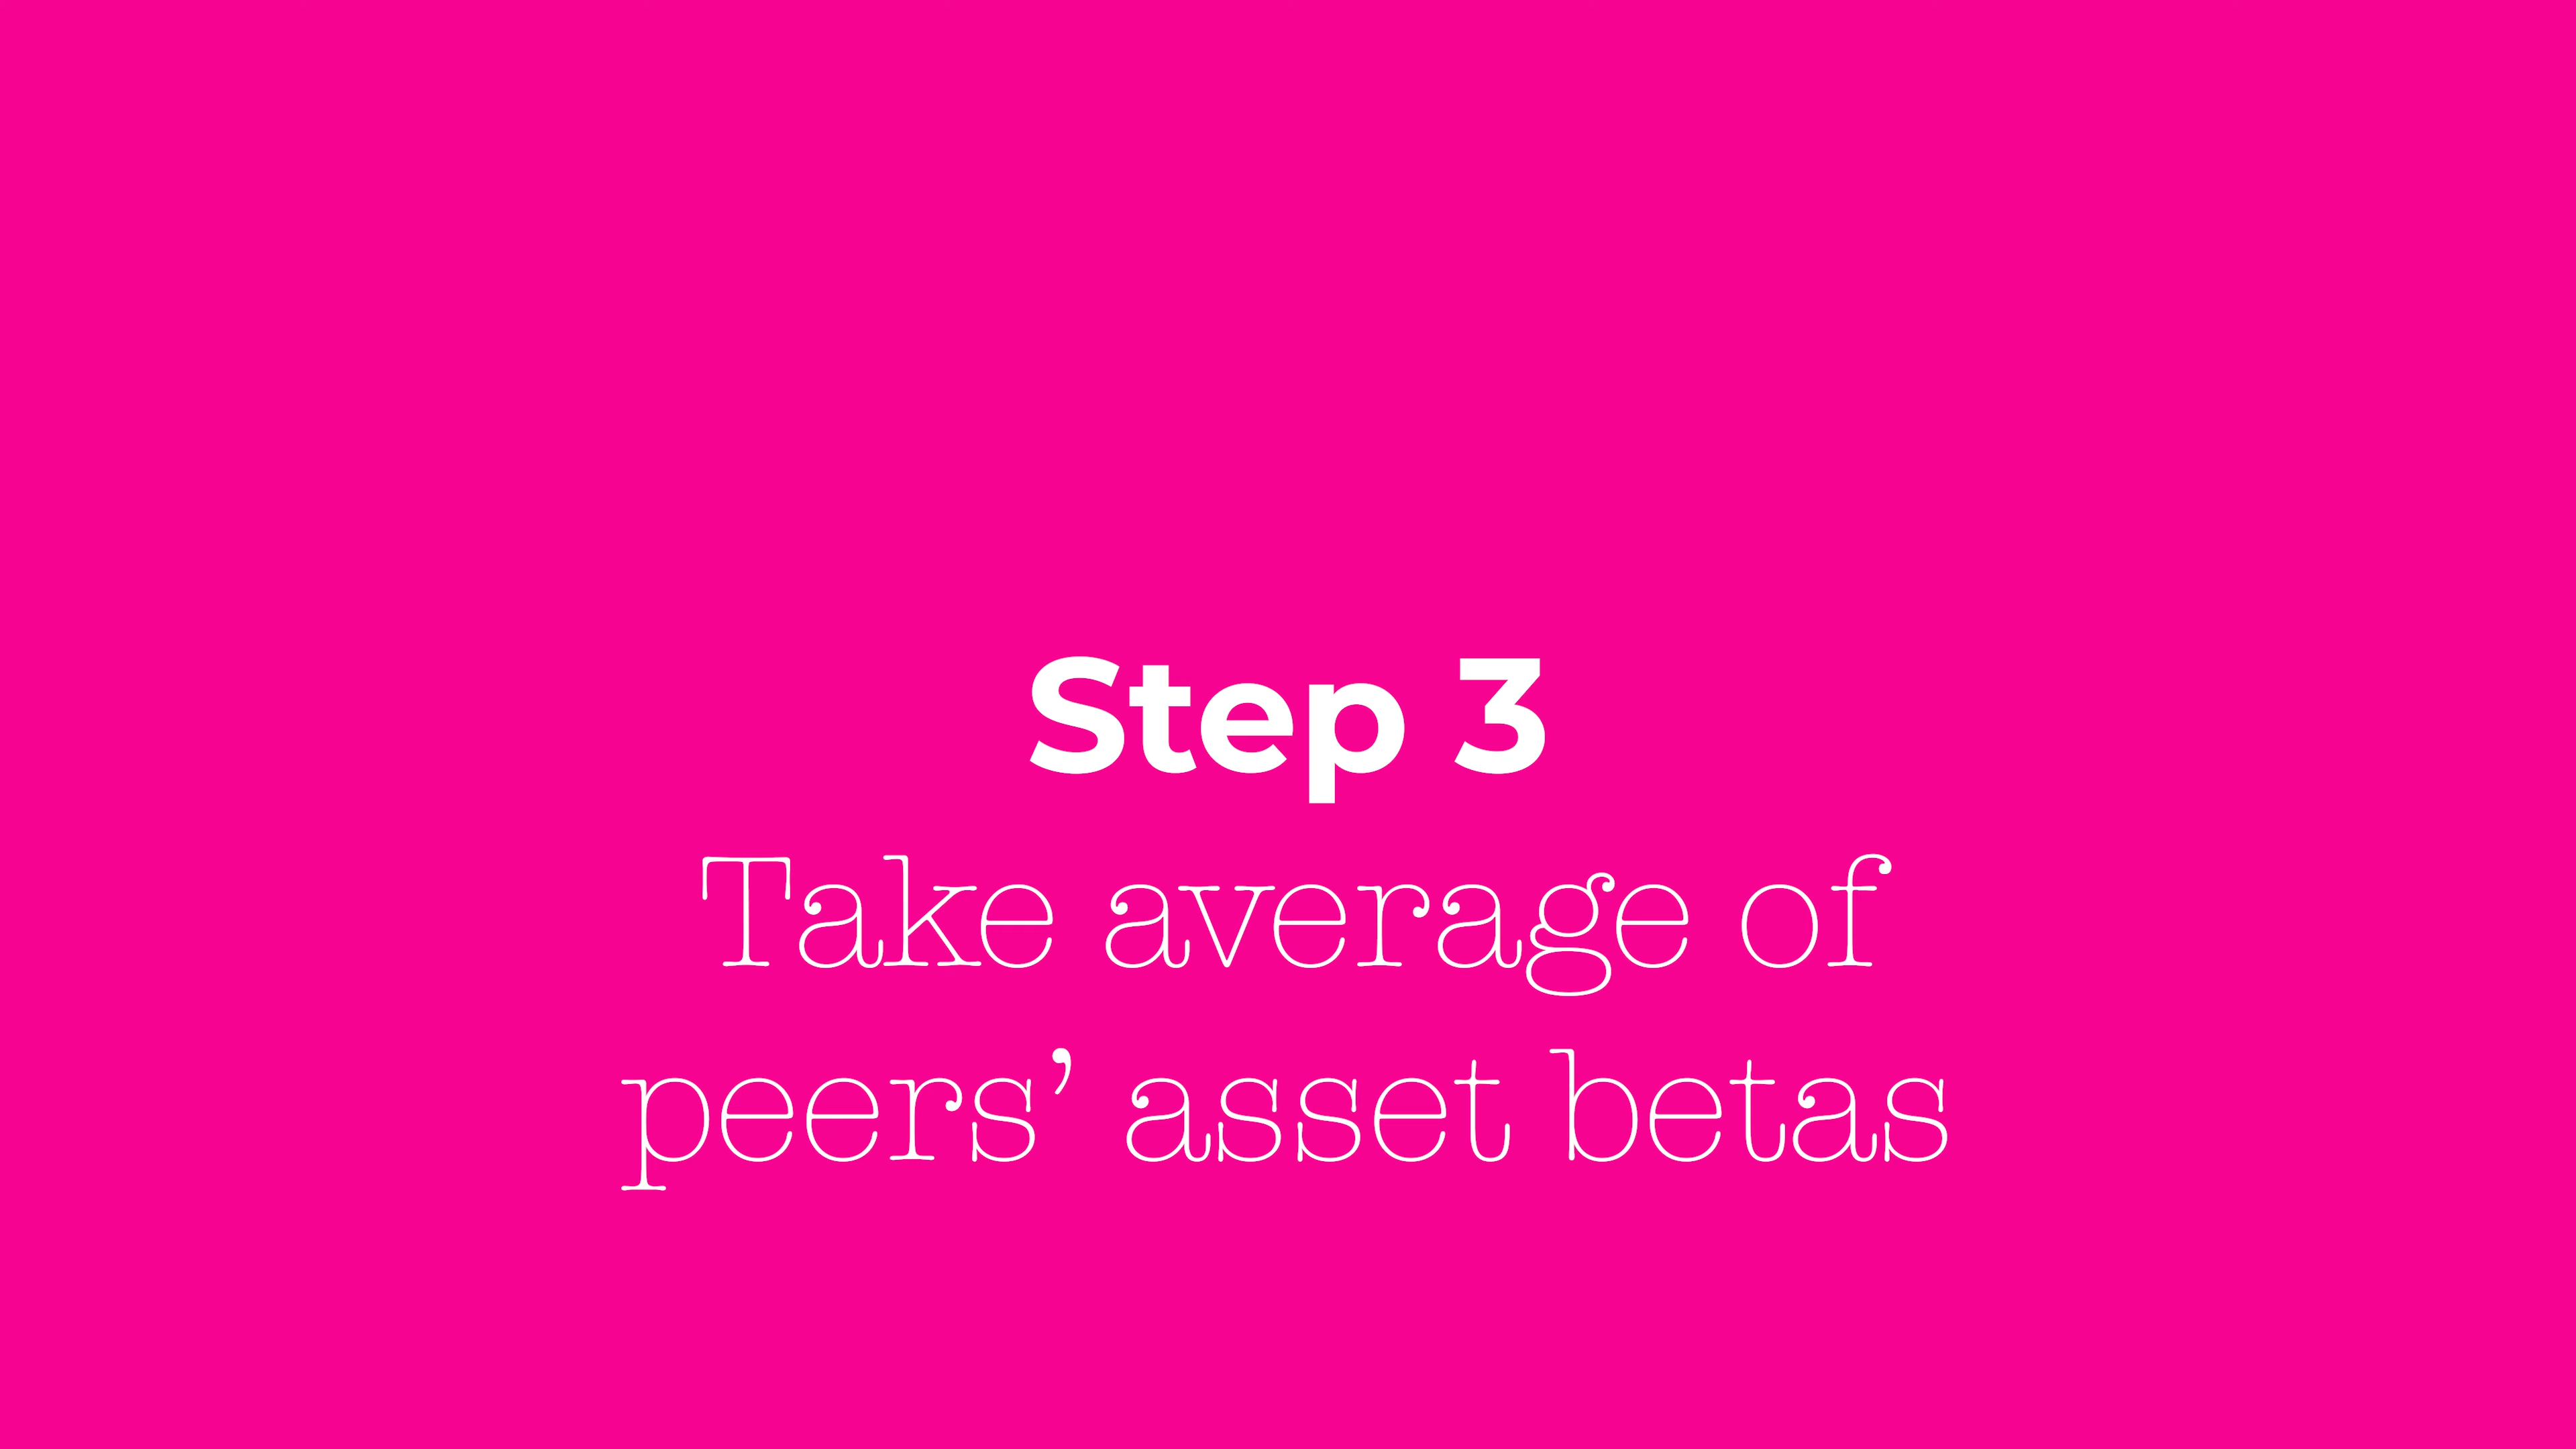 Step 3
Take average of
peers’ asset betas